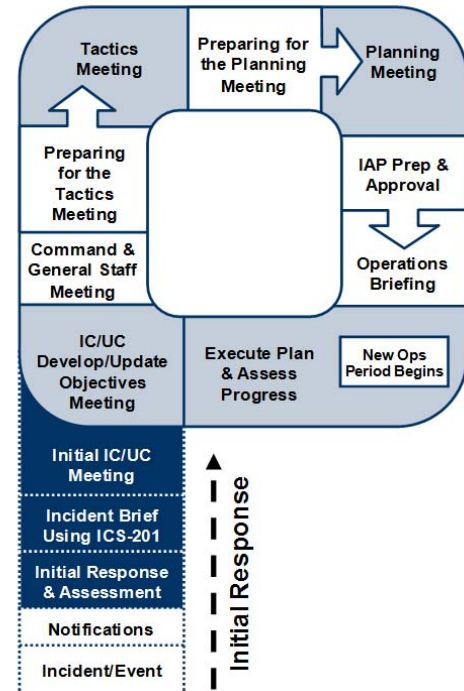 Tactics
Meeting
Preparing for
the Planning
Meeting
Planning
Meeting
Preparing
for the
Tactics
Meeting
IAP Prep &
Approval
Command &
General Staff
Meeting
Operations
Briefing
IC/UC
Develop/Update
Objectives
Meeting
Execute Plan
& Assess
Progress
New Ops
Period Begins
Initial IC/UC
Meeting
Incident Brief
Using ICS-201
Initial Response
& Assessment
Notifications
Incident/Event
Initial Response